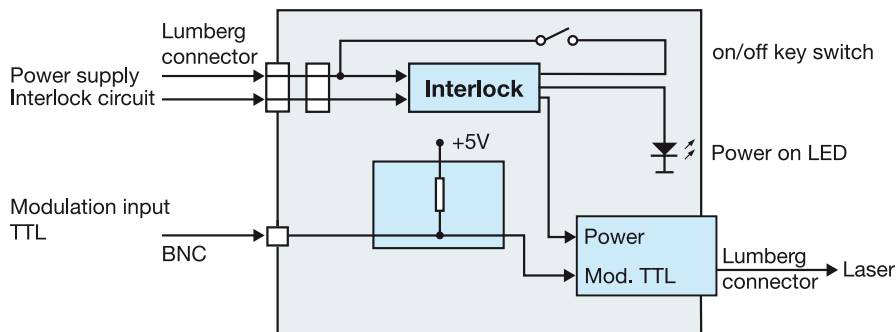 Lumberg
connector
on/off key switch
Power supply
Interlock circuit
Interlock
+5V
Power on LED
Modulation input
TTL
BNC
Power
Mod. TTL
Lumberg
connector
Laser